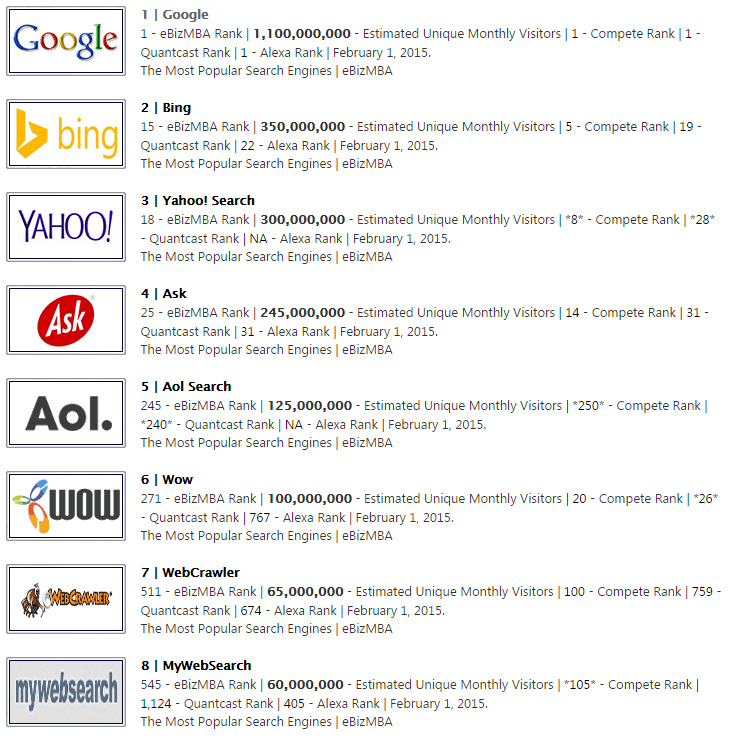 Google
1 | Google
1 - eBizMBA Rank | 1,100,000,000 - Estimated Unique Monthly Visitors | 1 - Compete Rank | 1 -
Quantcast Rank | 1 - Alexa Rank | February 1, 2015.
The Most Popular Search Engines | eBizMBA
bing
2 | Bing
15 - eBizMBA Rank | 350,000,000 - Estimated Unique Monthly Visitors | 5 - Compete Rank | 19 -
Quantcast Rank | 22 - Alexa Rank | February 1, 2015.
The Most Popular Search Engines | eBizMBA
YAHOO!
3 | Yahoo! Search
18 - eBizMBA Rank | 300,000,000 - Estimated Unique Monthly Visitors | *8* - Compete Rank | *28*
- Quantcast Rank | NA - Alexa Rank | February 1, 2015.
The Most Popular Search Engines | eBizMBA
Ask
4 | Ask
25 - eBizMBA Rank | 245,000,000 - Estimated Unique Monthly Visitors | 14 - Compete Rank | 31 -
Quantcast Rank | 31 - Alexa Rank | February 1, 2015.
The Most Popular Search Engines | eBizMBA
Aol.
5 | Aol Search
245 - eBizMBA Rank | 125,000,000 - Estimated Unique Monthly Visitors | *250* - Compete Rank |
*240* - Quantcast Rank | NA - Alexa Rank | February 1, 2015.
The Most Popular Search Engines | eBizMBA
WOW
6 | Wow
271 - eBizMBA Rank | 100,000,000 - Estimated Unique Monthly Visitors | 20 - Compete Rank | *26*
- Quantcast Rank | 767 - Alexa Rank | February 1, 2015.
The Most Popular Search Engines | eBizMBA
WEBCRAWLER
7 | WebCrawler
511 - eBizMBA Rank | 65,000,000 - Estimated Unique Monthly Visitors | 100 - Compete Rank | 759 -
Quantcast Rank | 674 - Alexa Rank | February 1, 2015.
The Most Popular Search Engines | eBizMBA
mywebsearch
8 | MyWebSearch
545 - eBizMBA Rank | 60,000,000 - Estimated Unique Monthly Visitors | *105* - Compete Rank |
1,124 - Quantcast Rank | 405 - Alexa Rank | February 1, 2015.
The Most Popular Search Engines | eBizMBA